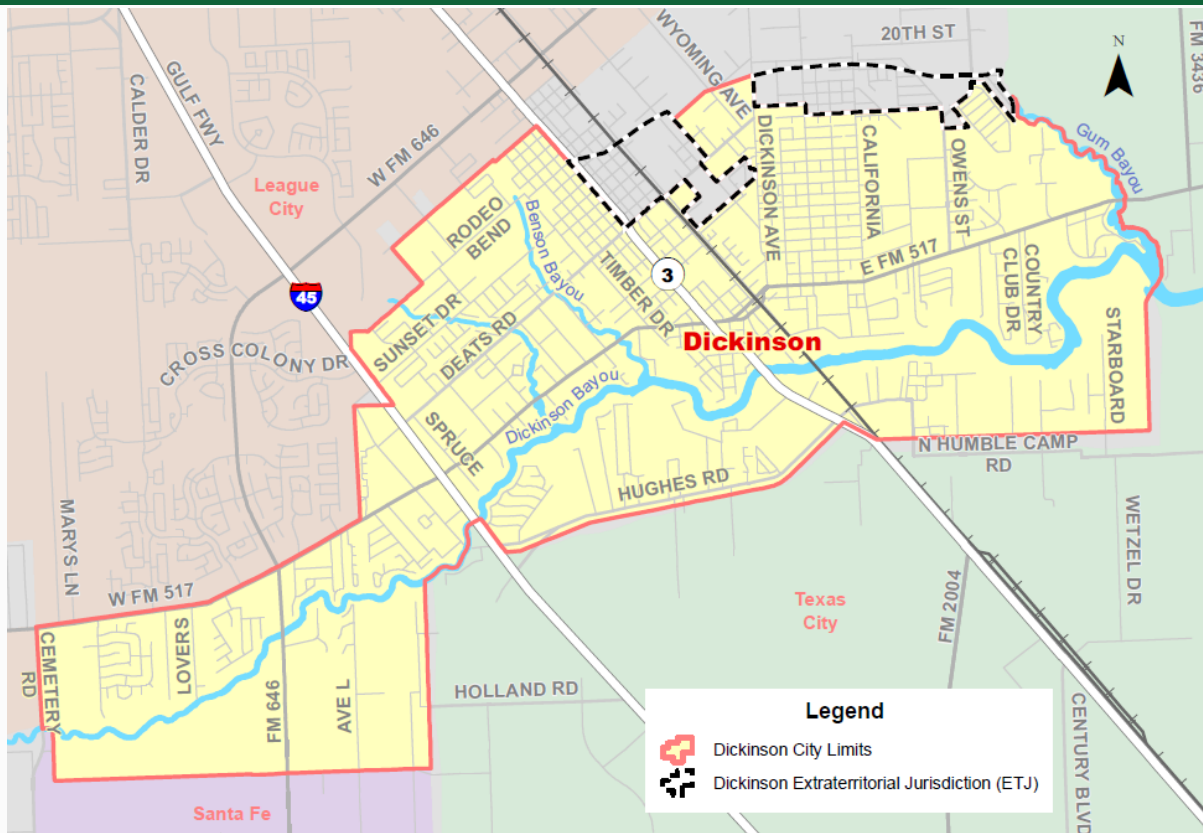 WYOMING AVE
20TH ST
FM 3436
N
CALDER DR
GULF FWY
W FM 646
League
City
RODEO
BEND
Benson Bayou
DICKINSON AVE
CALIFORNIA
OWENS ST
Gum Bayou
45
3
TIMBER DR
E FM 517
COUNTRY
CLUB DR
SUNSET DR
DEATS RD
CROSS COLONY DR
Dickinson
STARBOARD
SPRUCE
Dickinson Bayou
HUGHES RD
N HUMBLE CAMP
RD
MARYS LN
WETZEL DR
W FM 517
Texas
City
FM 2004
CEMETERY
RD
LOVERS
FM 646
AVE L
HOLLAND RD
CENTURY BLVD
Santa Fe
Legend
Dickinson City Limits
Dickinson Extraterritorial Jurisdiction (ETJ)